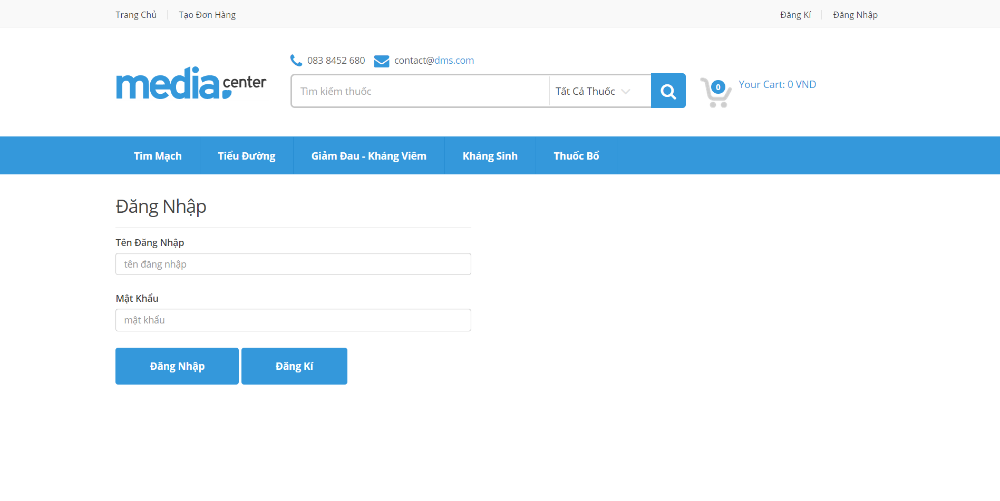 Trang Chủ Tạo Đơn Hàng Đăng Kí Đăng Nhập
083 8452 680 contact@dms.com
media center
Tìm kiếm thuốc Tất Cả Thuốc 0 Your Cart: 0 VND
Tim Mạch Tiểu Đường Giảm Đau - Kháng Viêm Kháng Sinh Thuốc Bổ
Đăng Nhập
Tên Đăng Nhập
tên đăng nhập
Mật Khẩu
mật khẩu
Đăng Nhập Đăng Kí